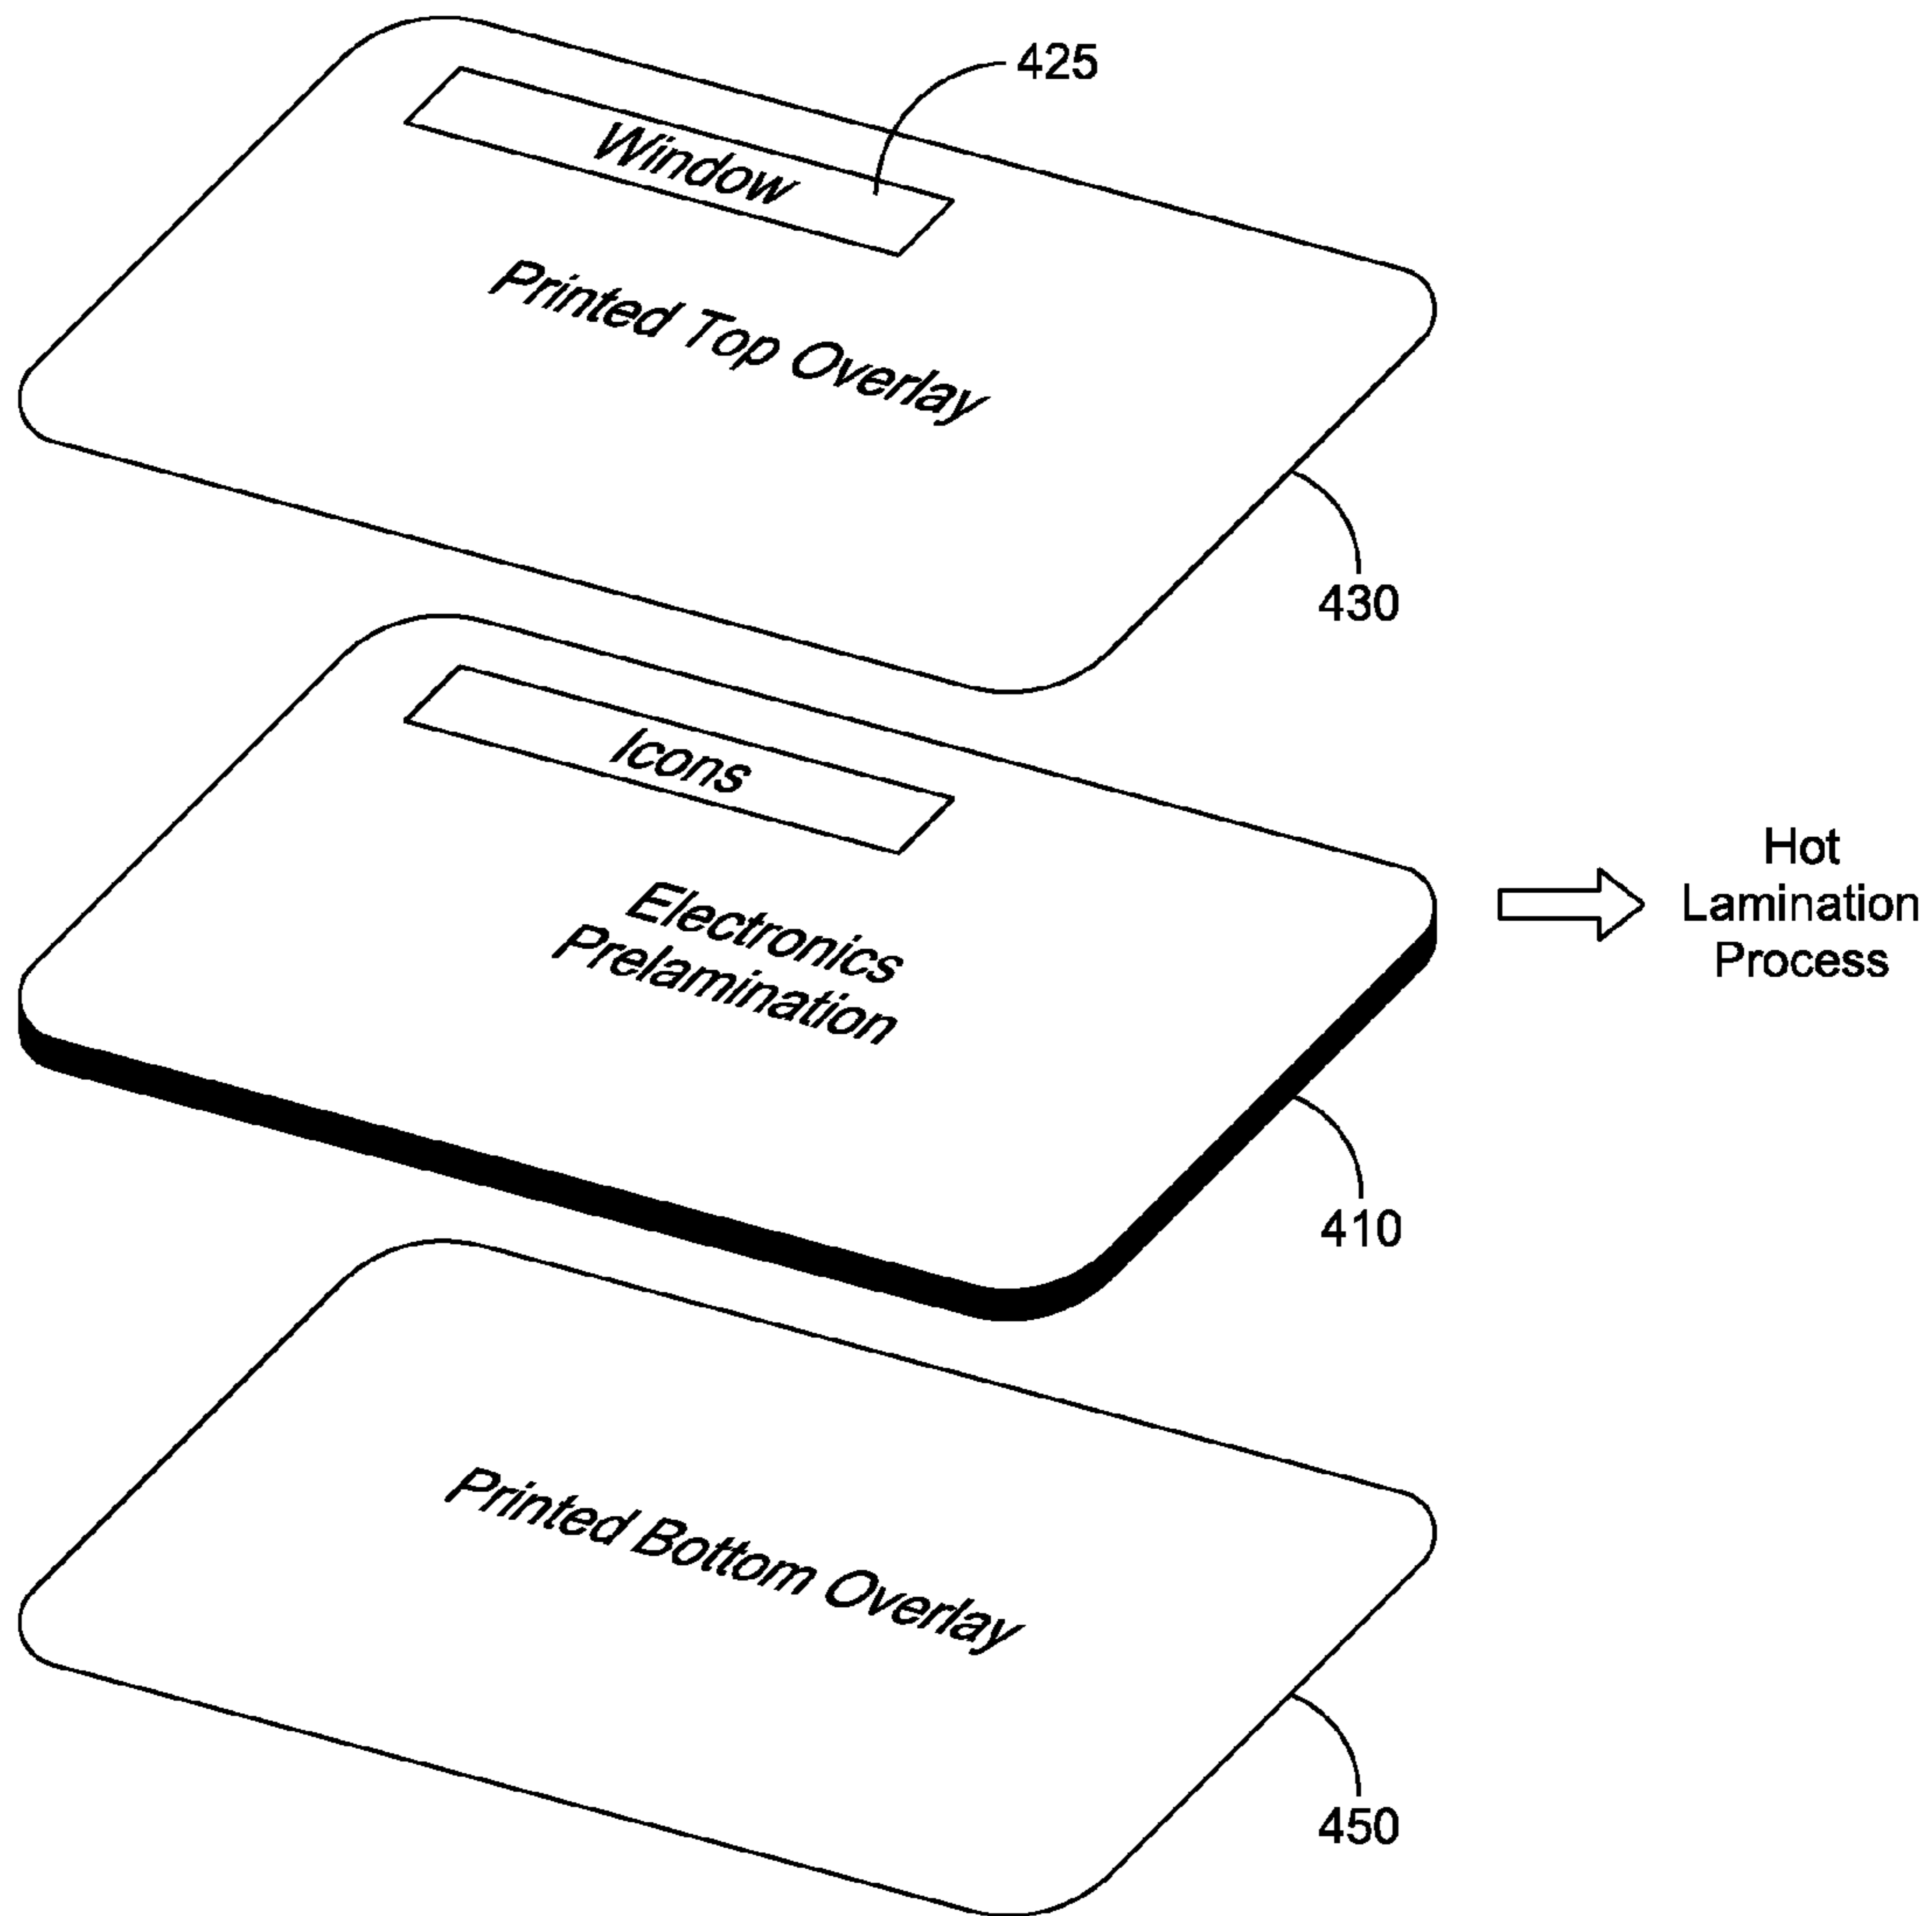 425
Window
Printed Top Overlay
430
Icons
Electronics
Prelamination
Hot
Lamination
Process
410
Printed Bottom Overlay
450